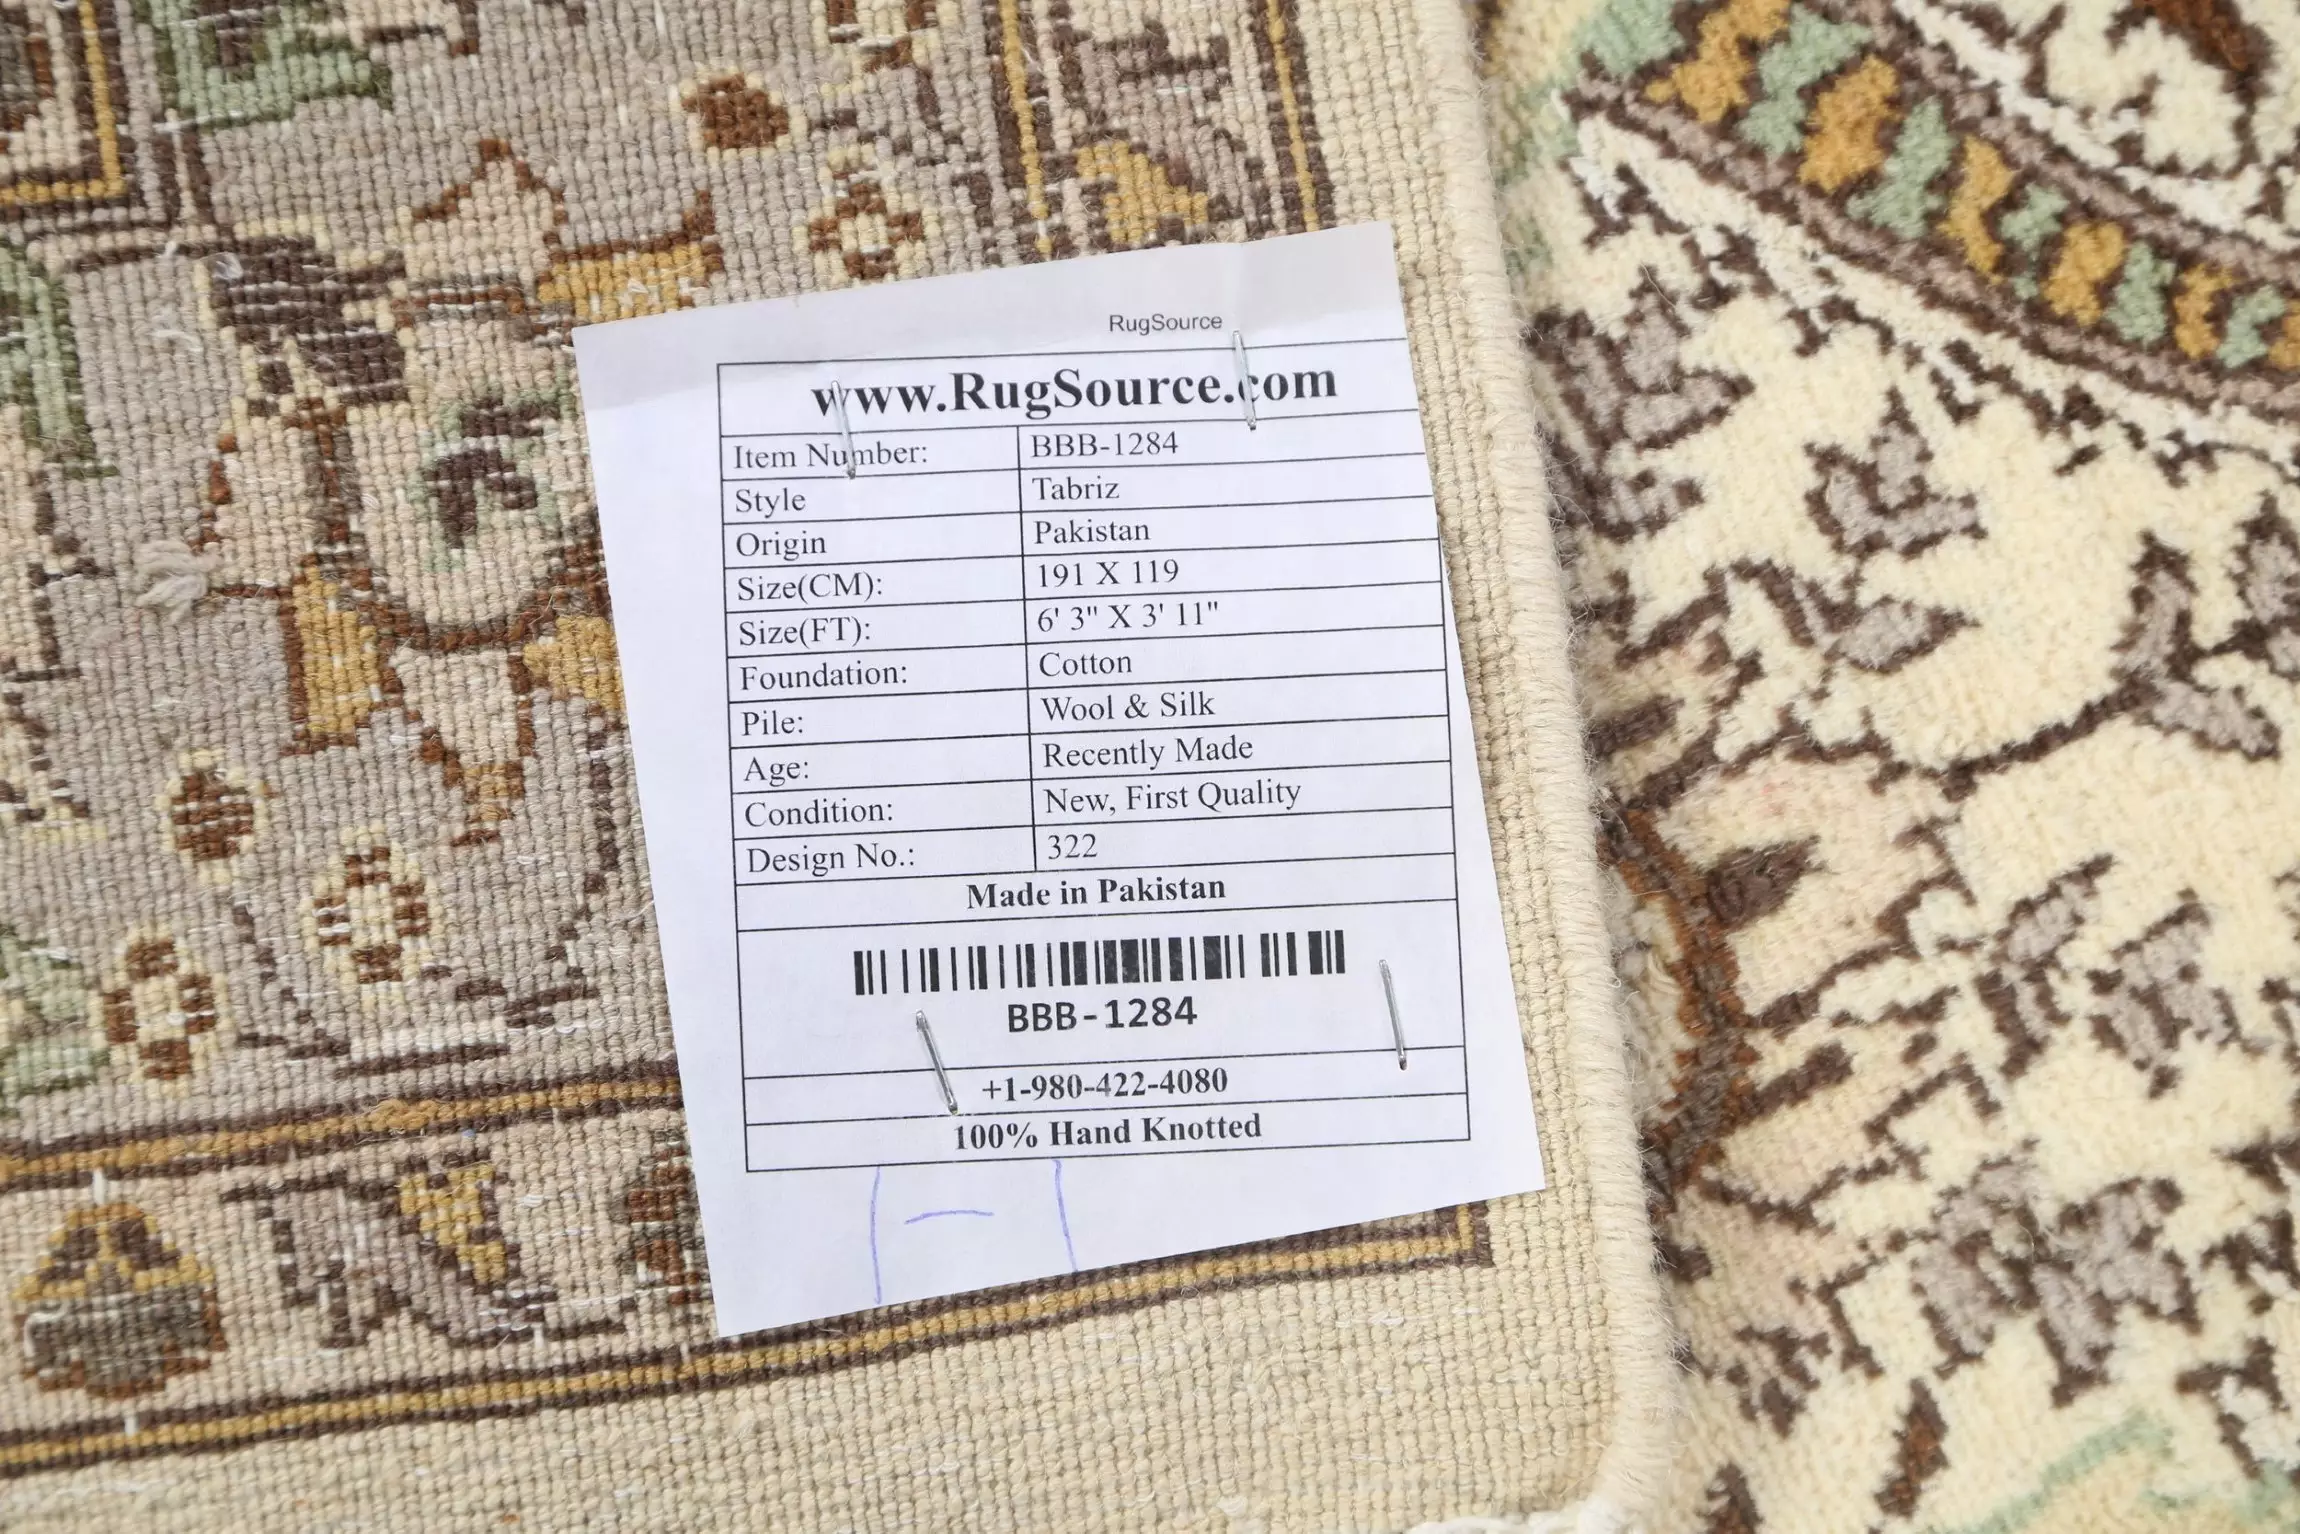 RugSource
www.RugSource.com
Item Number: BBB-1284
Style Tabriz
Origin Pakistan
Size(CM): 191 X 119
Size(FT): 6' 3" X 3' 11"
Foundation: Cotton
Pile: Wool & Silk
Age: Recently Made
Condition: New, First Quality
Design No.: 322
Made in Pakistan
BBB-1284
+1-980-422-4080
100% Hand Knotted